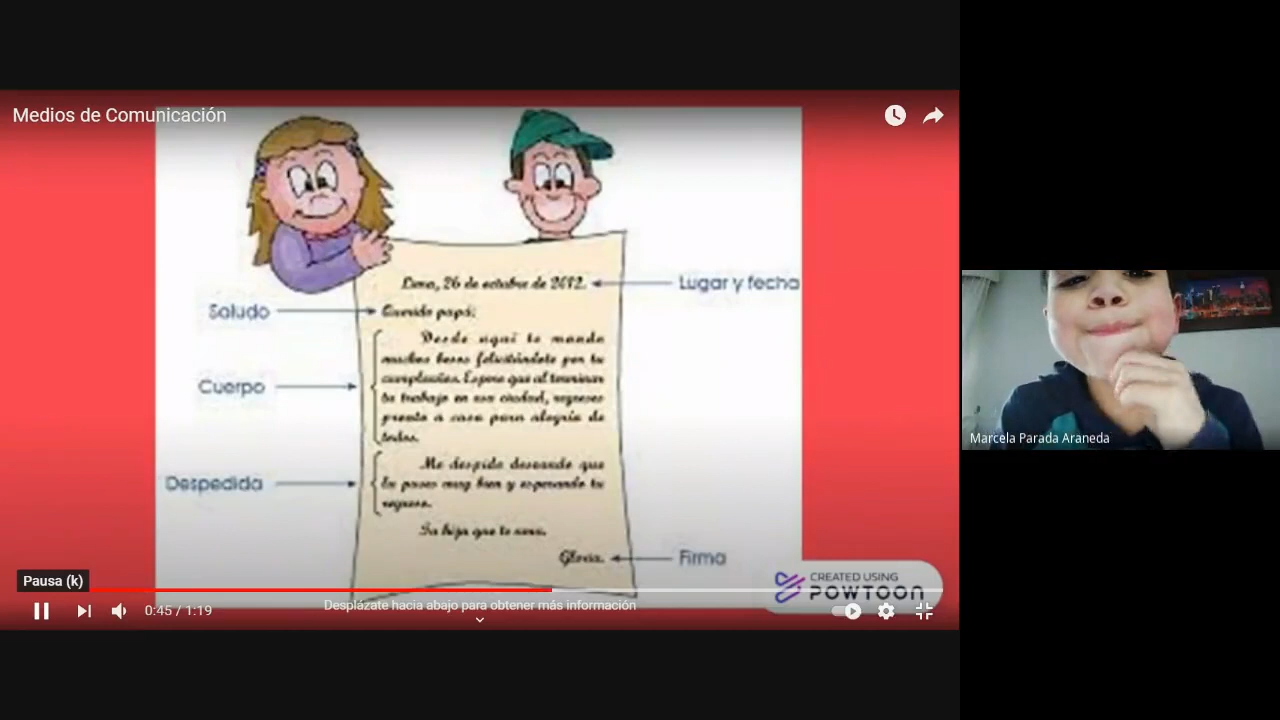 Medios de Comunicación
Lima, 26 de octubre de 2012.
Lugar y fecha
Saludo
Querido papá:
Desde aquí te mando
muchos besos felicitándote por tu
cumpleaños. Espero que al terminar
tu trabajo en esa ciudad, regreses
pronto a casa para alegría de
todos.
Cuerpo
Me despido deseando que
lo pases muy bien y esperando tu
regreso.
Despedida
Tu hija que te ama.
Gloria.
Firma
Marcela Parada Araneda
CREATED USING
POWTOON
Pausa (k)
0:45 / 1:19
Desplázate hacia abajo para obtener más información